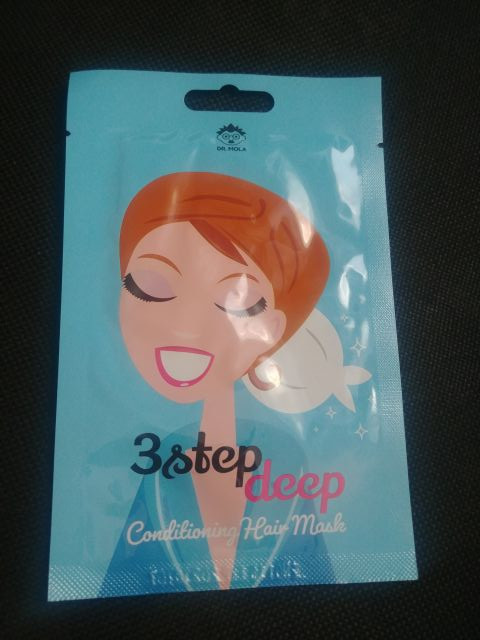 DR. MOLA
3step
deep
Conditioning Hair Mask